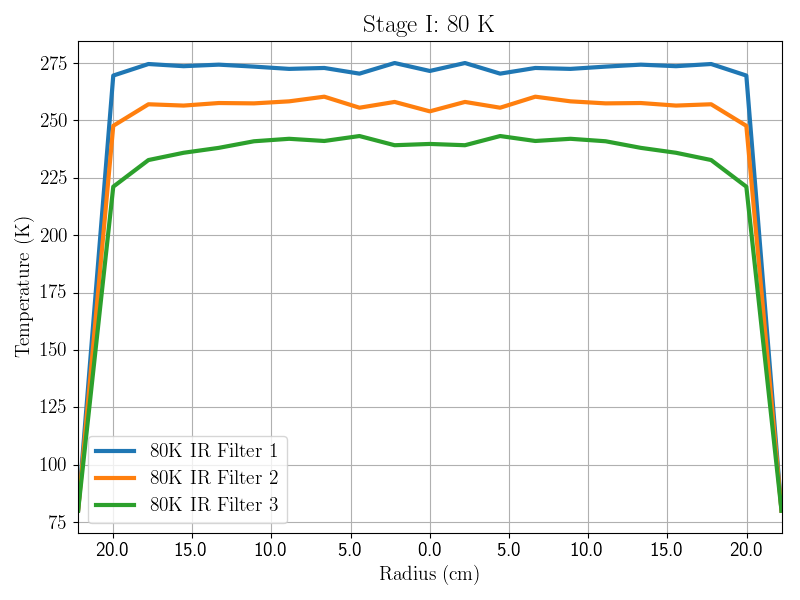 Stage I: 80 K
275
250
225
200
175
150
125
100
75
Temperature (K)
80K IR Filter 1
80K IR Filter 2
80K IR Filter 3
20.0 15.0 10.0 5.0 0.0 5.0 10.0 15.0 20.0
Radius (cm)